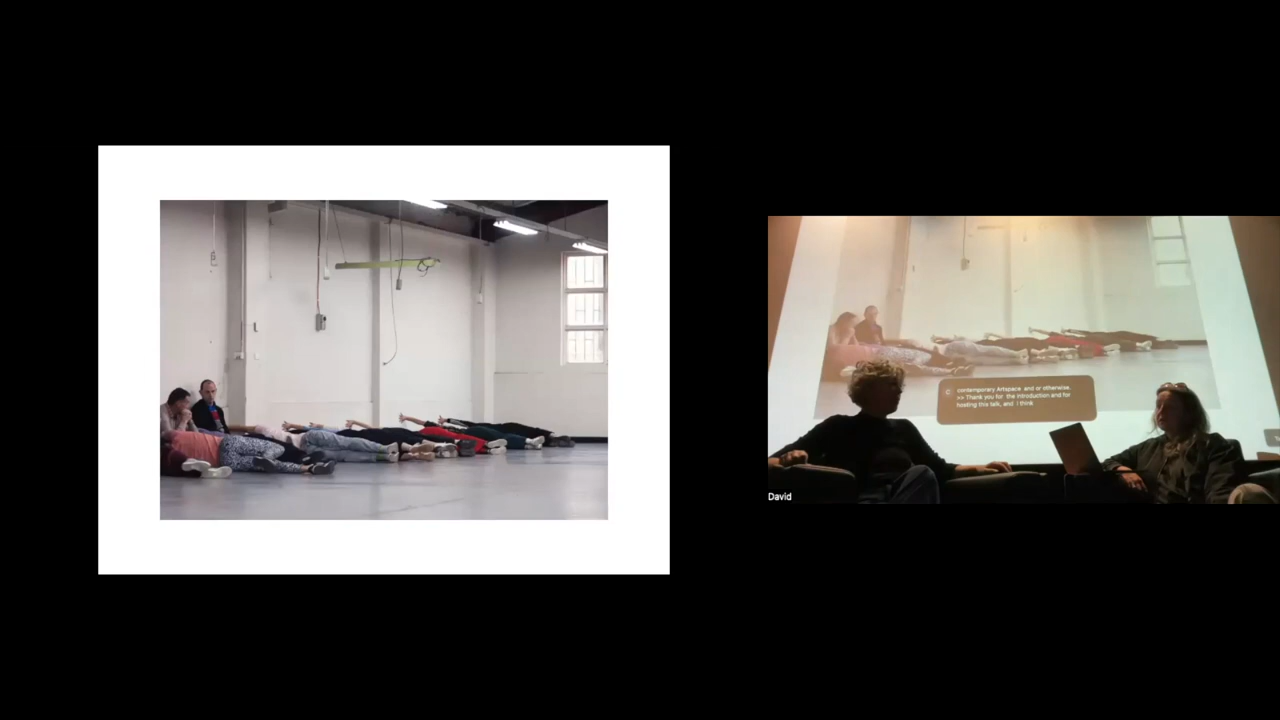 contemporary Artspace and or otherwise.
>> Thank you for the introduction and for
hosting this talk, and I think
David